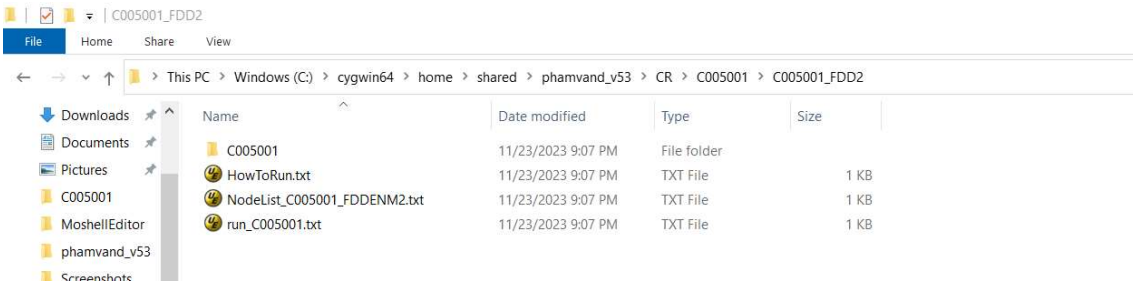 C005001_FDD2
File Home Share View
This PC > Windows (C:) > cygwin64 > home > shared > phamvand_v53 > CR > C005001 > C005001_FDD2
Downloads
Name Date modified Type Size
Documents
C005001 11/23/2023 9:07 PM File folder
Pictures
HowToRun.txt 11/23/2023 9:07 PM TXT File 1 KB
C005001
NodeList_C005001_FDDENM2.txt 11/23/2023 9:07 PM TXT File 1 KB
MoshellEditor
run_C005001.txt 11/23/2023 9:07 PM TXT File 1 KB
phamvand_v53
Screenshots